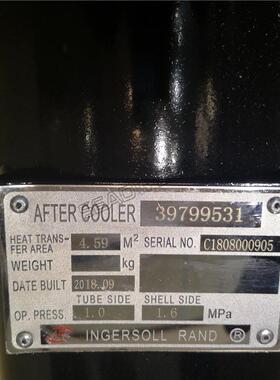 AFTER COOLER 39799531
HEAT TRANS-
FER AREA 4.59 M² SERIAL NO. C1808000905
WEIGHT kg
DATE BUILT 2018.09
TUBE SIDE SHELL SIDE
OP. PRESS. 1.0 1.6 MPa
INGERSOLL RAND ®